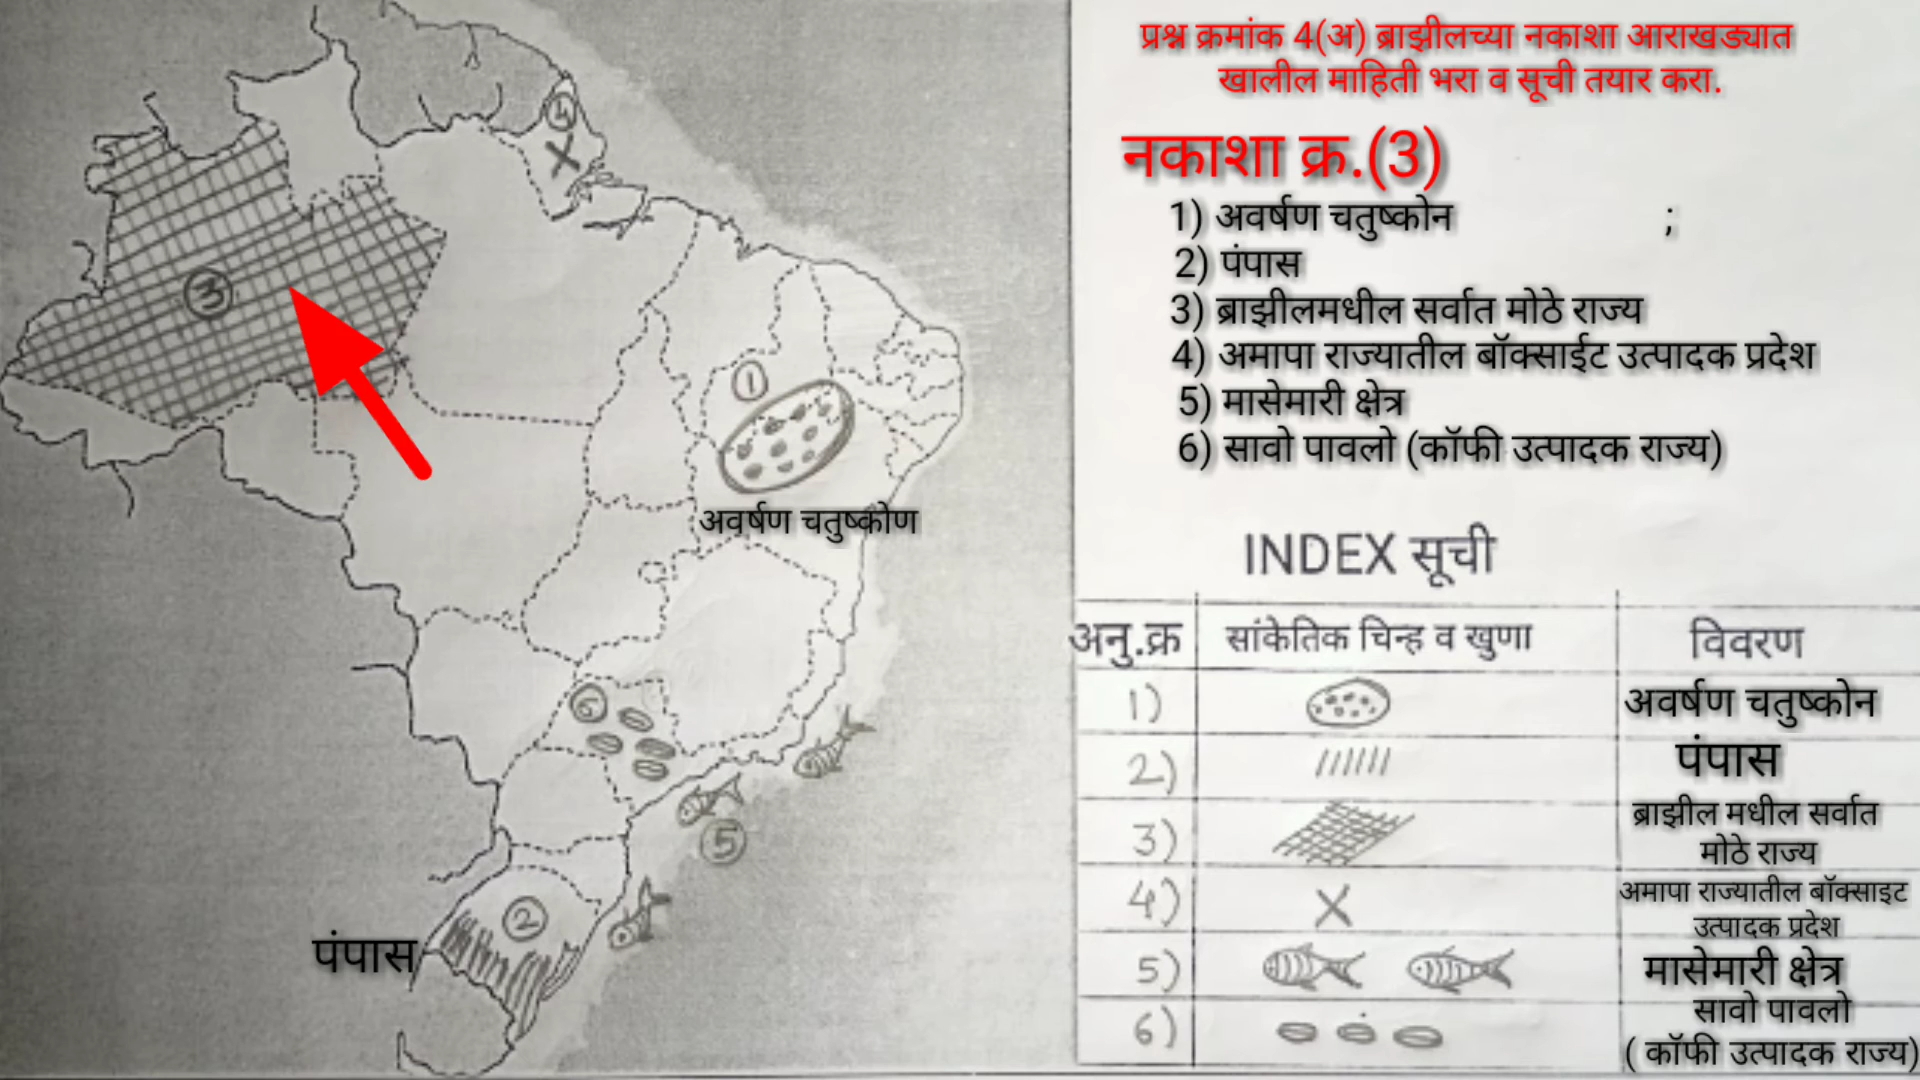 प्रश्न क्रमांक 4(अ) ब्राझीलच्या नकाशा आराखड्यात
खालील माहिती भरा व सूची तयार करा.
नकाशा क्र.(3)
1) अवर्षण चतुष्कोन ;
2) पंपास
3) ब्राझीलमधील सर्वात मोठे राज्य
4) अमापा राज्यातील बॉक्साईट उत्पादक प्रदेश
5) मासेमारी क्षेत्र
6) सावो पावलो (कॉफी उत्पादक राज्य)
4
X
3
1
अवर्षण चतुष्कोण
6
5
2
पंपास
INDEX सूची
अनु.क्र सांकेतिक चिन्ह व खुणा विवरण
1) अवर्षण चतुष्कोन
2) पंपास
3) ब्राझील मधील सर्वात
मोठे राज्य
4) X अमापा राज्यातील बॉक्साइट
उत्पादक प्रदेश
5) मासेमारी क्षेत्र
6) सावो पावलो
( कॉफी उत्पादक राज्य)